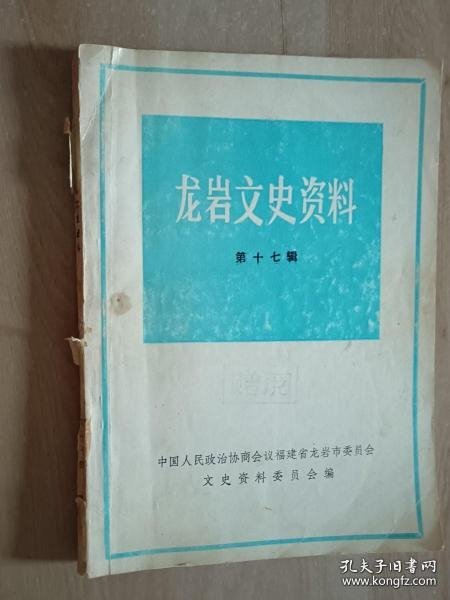 龙岩文史资料
第十七辑
中国人民政治协商会议福建省龙岩市委员会
文史资料委员会编
孔夫子旧书网
www.kongfz.com